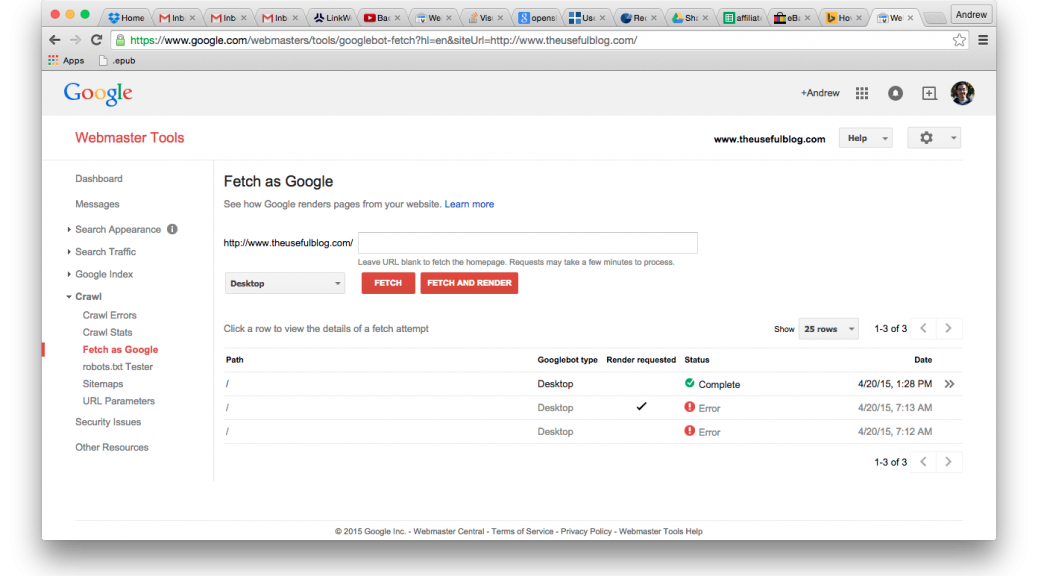 Home M Inb M Inb M Inb LinkW Bac We Vis opens Use Re Sh affiliat eB Ho We Andrew
https://www.google.com/webmasters/tools/googlebot-fetch?hl=en&siteUrl=http://www.theusefulblog.com/
Apps .epub
Google +Andrew
Webmaster Tools www.theusefulblog.com Help
Dashboard
Messages
Search Appearance
Search Traffic
Google Index
Crawl
Crawl Errors
Crawl Stats
Fetch as Google
robots.txt Tester
Sitemaps
URL Parameters
Security Issues
Other Resources
Fetch as Google
See how Google renders pages from your website. Learn more
http://www.theusefulblog.com/
Leave URL blank to fetch the homepage. Requests may take a few minutes to process.
Desktop FETCH FETCH AND RENDER
Click a row to view the details of a fetch attempt Show 25 rows 1-3 of 3
Path Googlebot type Render requested Status Date
/ Desktop Complete 4/20/15, 1:28 PM
/ Desktop ✓ Error 4/20/15, 7:13 AM
/ Desktop Error 4/20/15, 7:12 AM
1-3 of 3
© 2015 Google Inc. - Webmaster Central - Terms of Service - Privacy Policy - Webmaster Tools Help